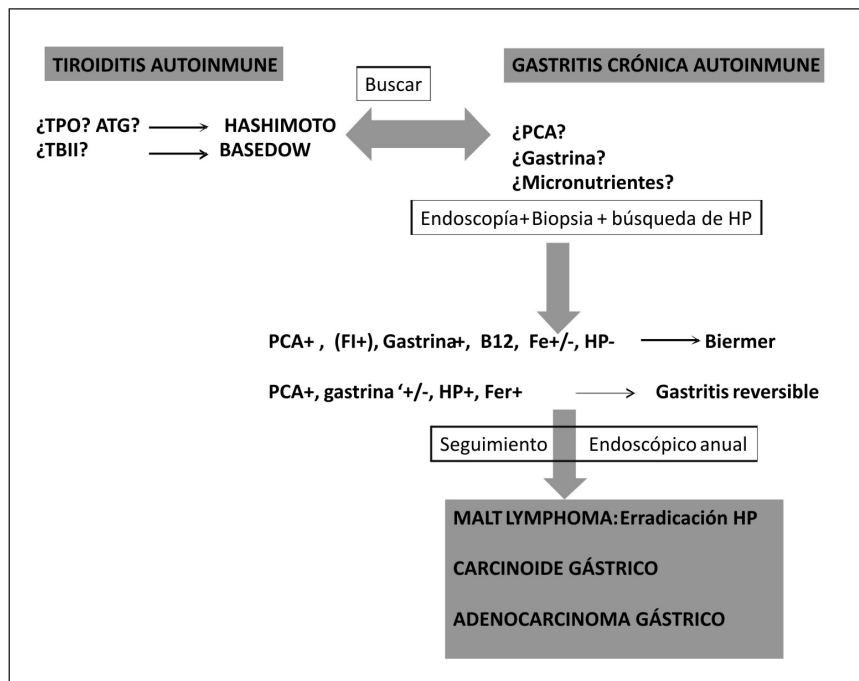 TIROIDITIS AUTOINMUNE
Buscar
GASTRITIS CRÓNICA AUTOINMUNE
¿TPO? ATG? HASHIMOTO
¿TBII? BASEDOW
¿PCA?
¿Gastrina?
¿Micronutrientes?
Endoscopía+ Biopsia + búsqueda de HP
PCA+ , (FI+), Gastrina+, B12, Fe+/-, HP- Biermer
PCA+, gastrina ‘+/-, HP+, Fer+ Gastritis reversible
Seguimiento Endoscópico anual
MALT LYMPHOMA: Erradicación HP
CARCINOIDE GÁSTRICO
ADENOCARCINOMA GÁSTRICO